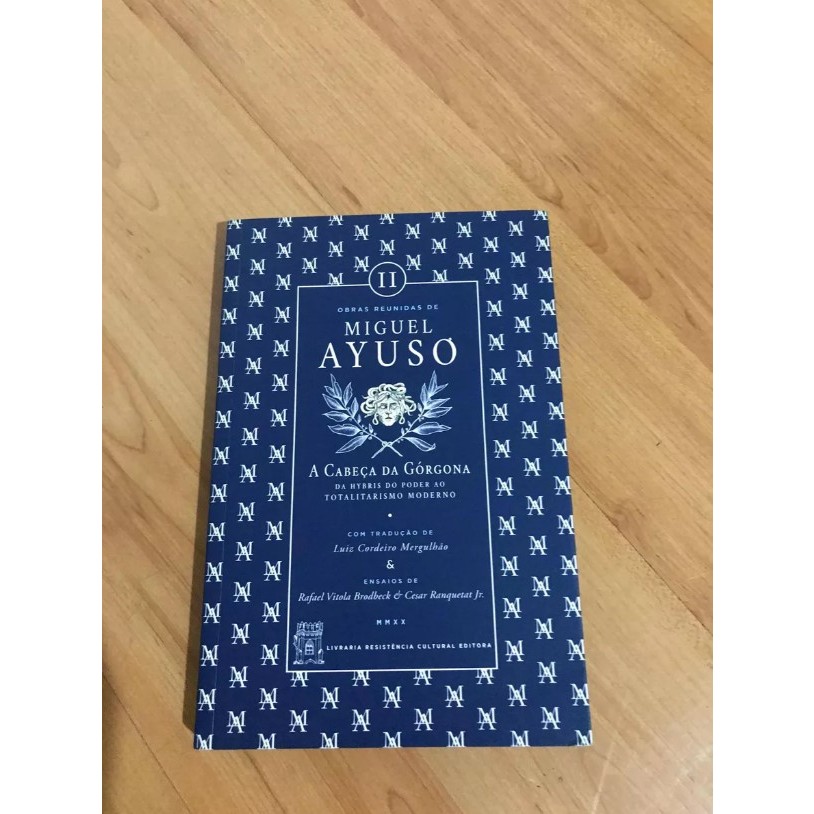 II
OBRAS REUNIDAS DE
MIGUEL
AYUSO
A CABEÇA DA GÓRGONA
DA HYBRIS DO PODER AO
TOTALITARISMO MODERNO
COM TRADUÇÃO DE
Luiz Cordeiro Mergulhão
&
ENSAIOS DE
Rafael Vitola Brodbeck & Cesar Ranquetat Jr.
MMXX
LIVRARIA RESISTÊNCIA CULTURAL EDITORA